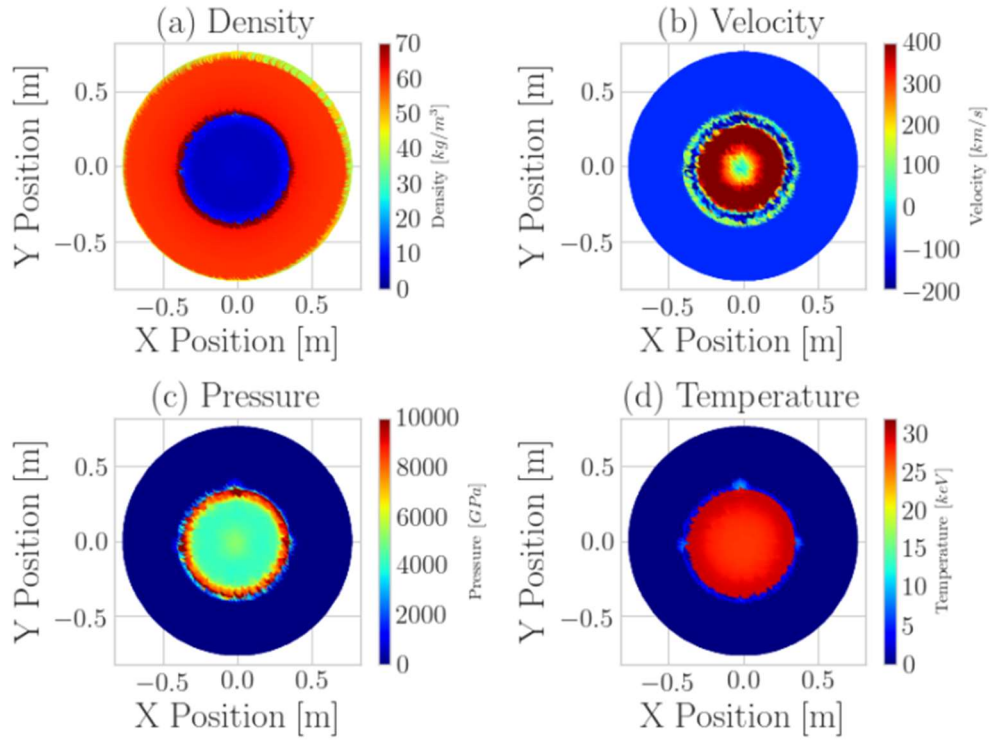 (a) Density
Y Position [m]
0.5
0.0
−0.5
−0.5 0.0 0.5
X Position [m]
70
60
50
40
30
20
10
0
Density [kg/m³]
(b) Velocity
Y Position [m]
0.5
0.0
−0.5
−0.5 0.0 0.5
X Position [m]
400
300
200
100
0
−100
−200
Velocity [km/s]
(c) Pressure
Y Position [m]
0.5
0.0
−0.5
−0.5 0.0 0.5
X Position [m]
10000
8000
6000
4000
2000
0
Pressure [GPa]
(d) Temperature
Y Position [m]
0.5
0.0
−0.5
−0.5 0.0 0.5
X Position [m]
30
25
20
15
10
5
0
Temperature [keV]